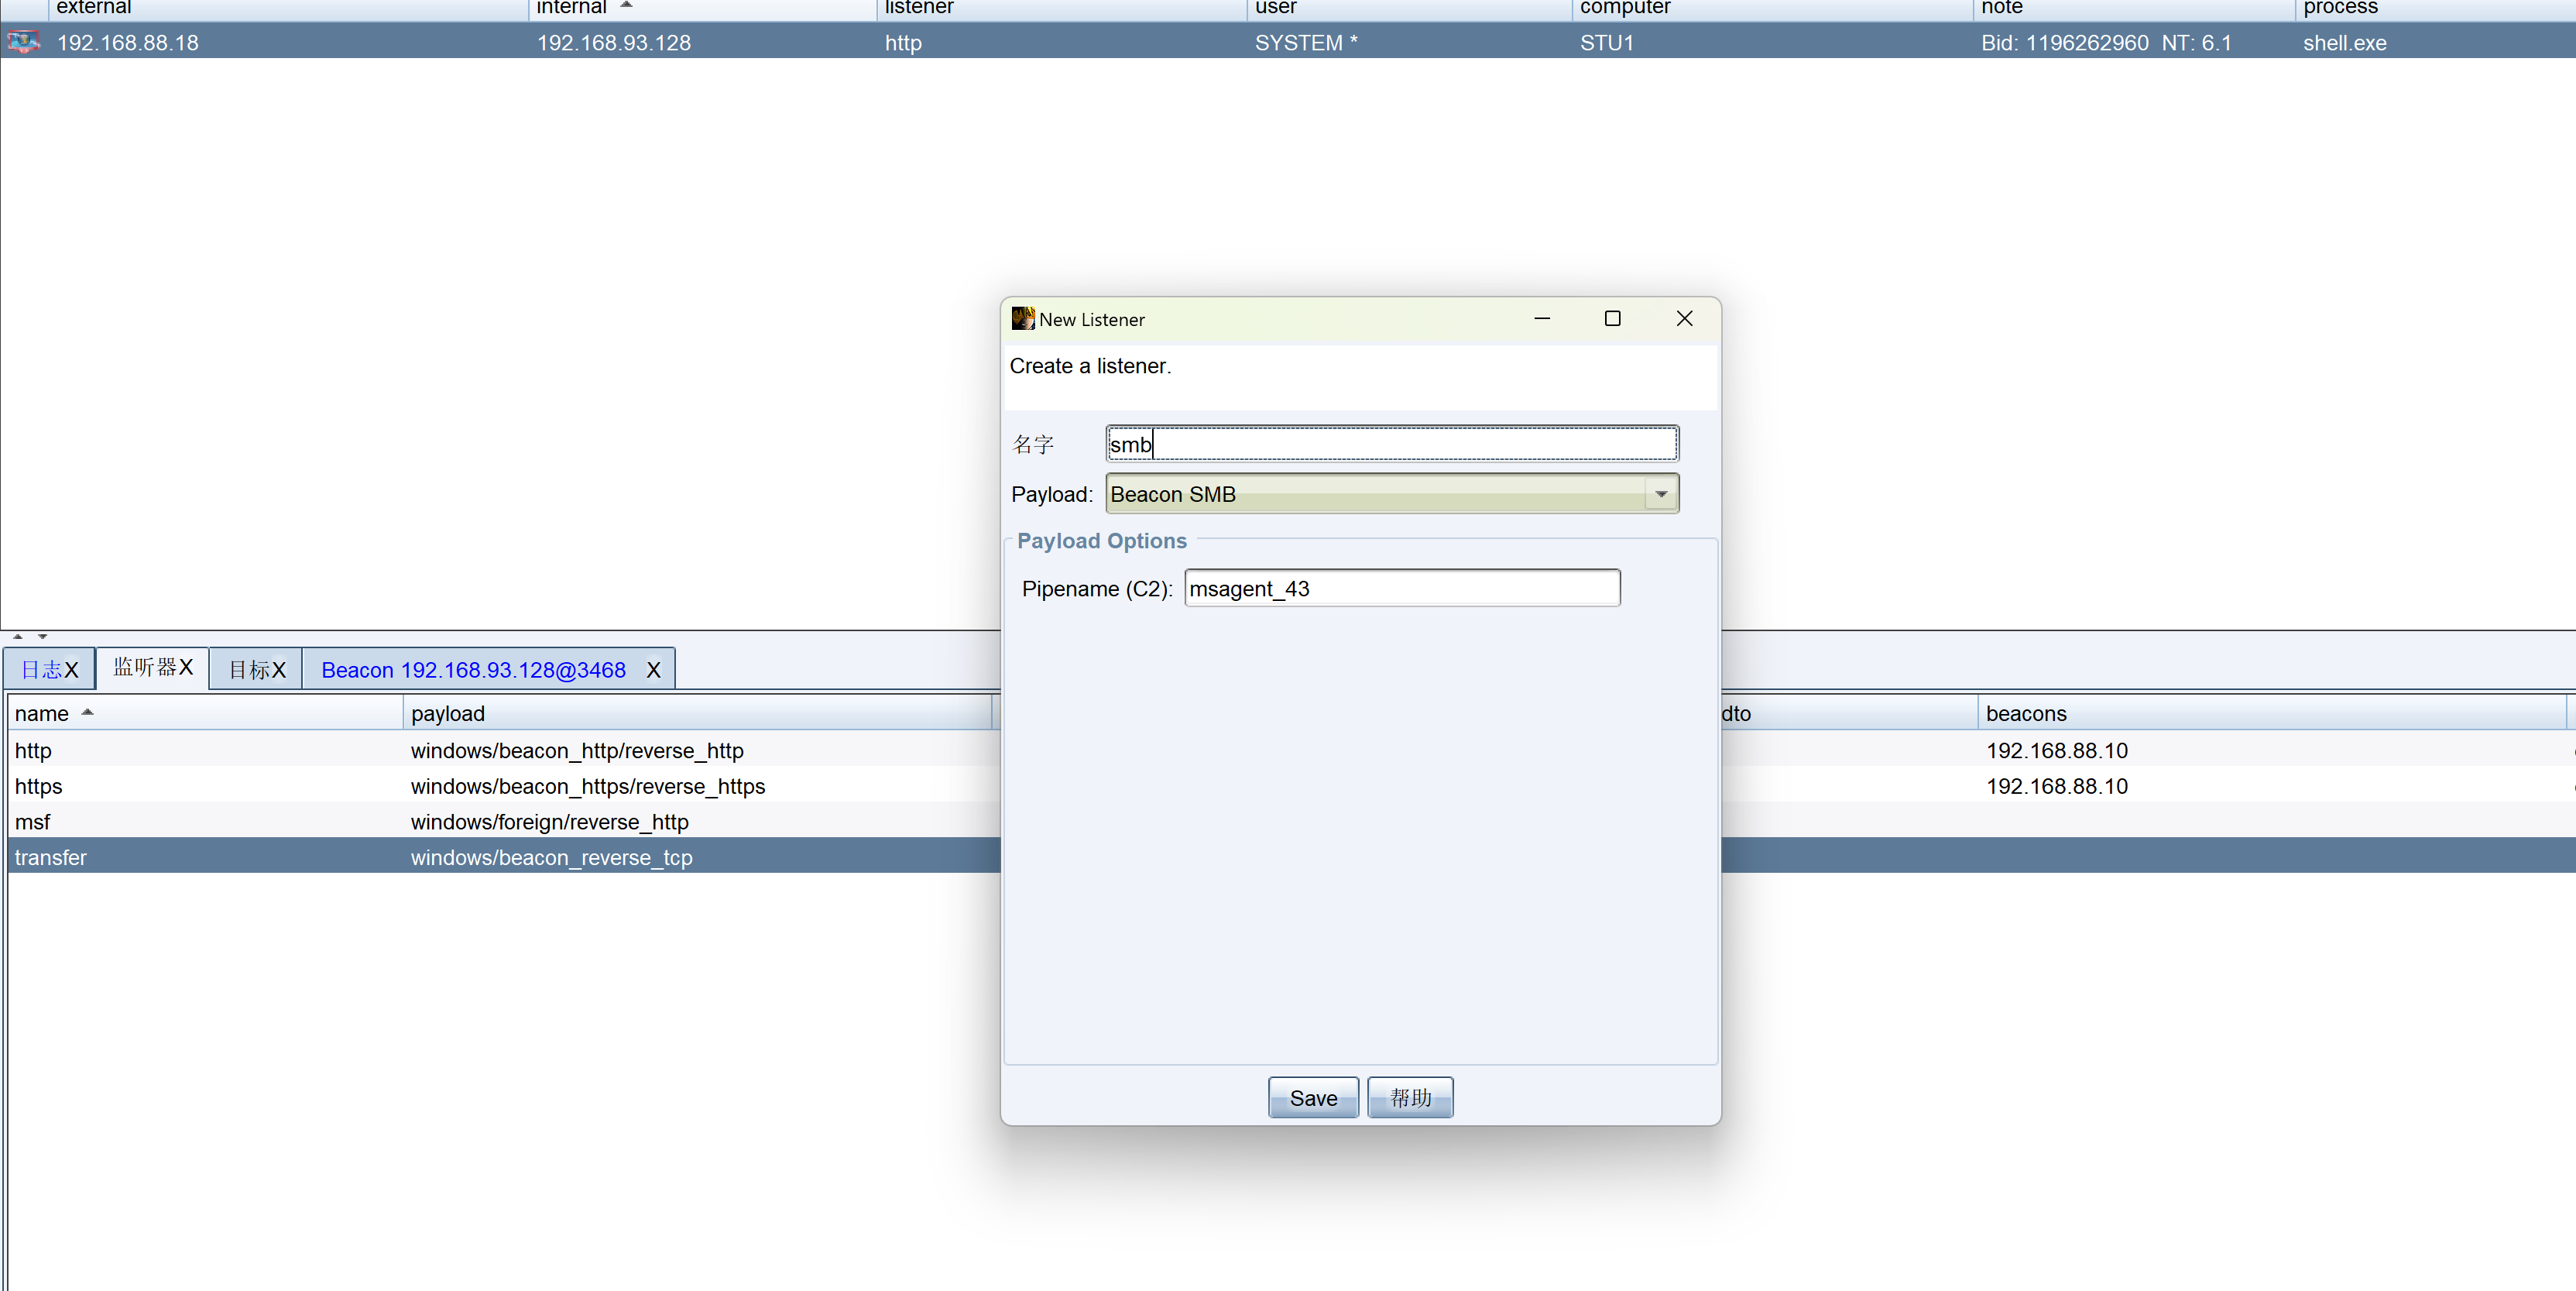 external internal listener user computer note process
192.168.88.18 192.168.93.128 http SYSTEM * STU1 Bid: 1196262960 NT: 6.1 shell.exe
New Listener
Create a listener.
名字 smb
Payload: Beacon SMB
Payload Options
Pipename (C2): msagent_43
Save 帮助
日志X 监听器X 目标X Beacon 192.168.93.128@3468 X
name payload dto beacons
http windows/beacon_http/reverse_http 192.168.88.10
https windows/beacon_https/reverse_https 192.168.88.10
msf windows/foreign/reverse_http
transfer windows/beacon_reverse_tcp